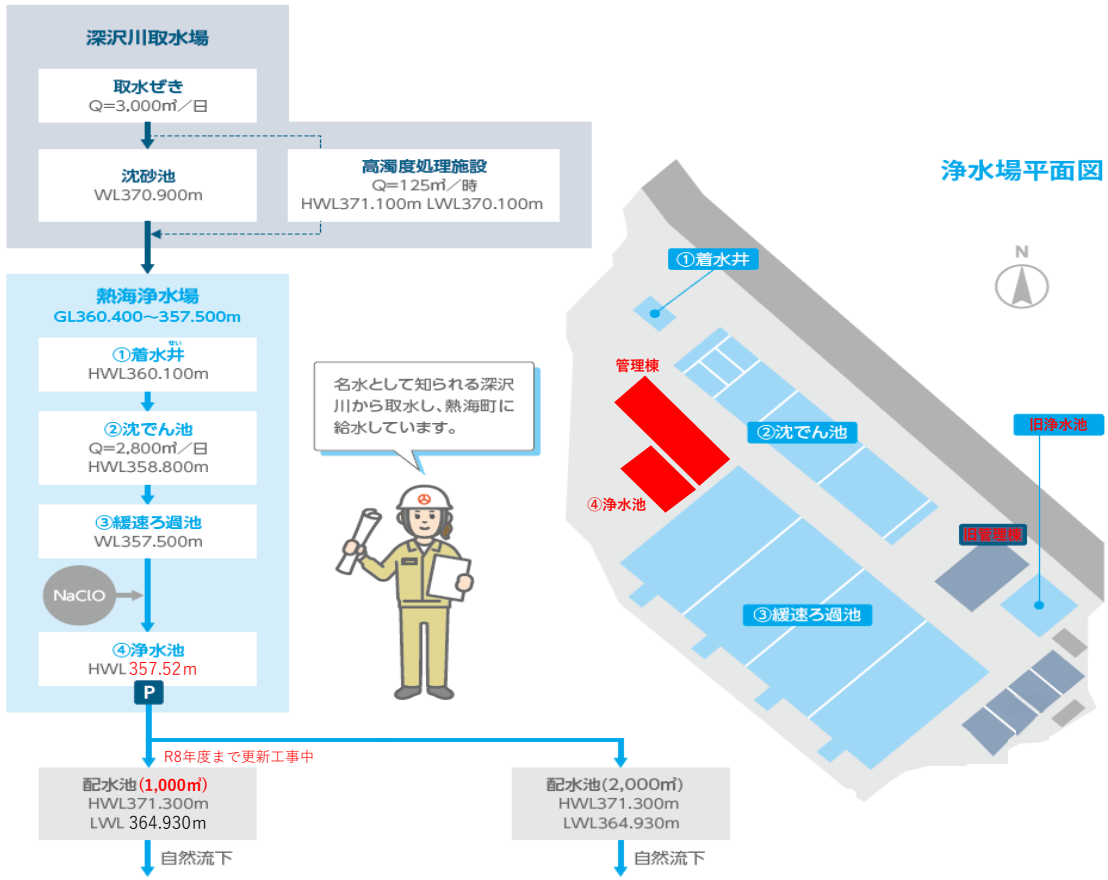 深沢川取水場
取水ぜき
Q=3,000㎥／日
沈砂池
WL370.900m
高濁度処理施設
Q=125㎥／時
HWL371.100m LWL370.100m
熱海浄水場
GL360.400〜357.500m
せい
①着水井
HWL360.100m
②沈でん池
Q=2,800㎥／日
HWL358.800m
③緩速ろ過池
WL357.500m
NaClO
④浄水池
HWL 357.52m
P
R8年度まで更新工事中
配水池(1,000㎥)
HWL371.300m
LWL 364.930m
自然流下
配水池(2,000㎥)
HWL371.300m
LWL364.930m
自然流下
名水として知られる深沢
川から取水し、熱海町に
給水しています。
浄水場平面図
N
①着水井
管理棟
②沈でん池
旧浄水池
④浄水池
旧管理棟
③緩速ろ過池